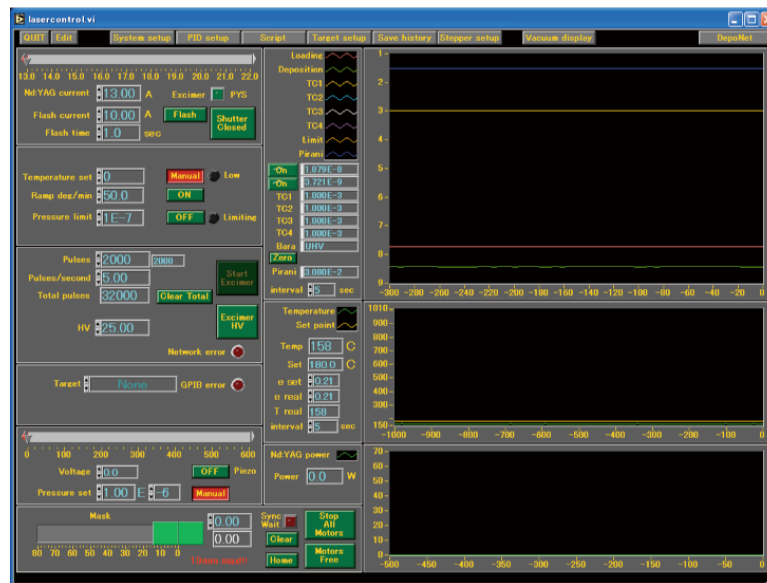 lasercontrol.vi
QUIT Edit System setup PID setup Script Target setup Save history Stepper setup Vacuum display DepoNet
13.0 14.0 15.0 16.0 17.0 18.0 19.0 20.0 21.0 22.0
Nd:YAG current 13.00 A Excimer PYS
Flash current 10.00 A Flash Shutter Closed
Flash time 1.0 sec
Temperature set 0 Manual Low
Ramp deg/min 50.0 ON
Pressure limit 1E-7 OFF Limiting
Pulses 2000 2000
Pulses/second 5.00 Start Excimer
Total pulses 32000 Clear Total
HV 25.00 Excimer HV
Network error
Target None GPIB error
0 100 200 300 400 500 600
Voltage 0.0 OFF Piezo
Pressure set 1.00 E -6 Manual
Mask 0.00 Sync Wait Stop All Motors
0.00 Clear
80 70 60 50 40 30 20 10 0
Home Motors Free
Loading
Deposition
TC1
TC2
TC3
TC4
Limit
Pirani
On 1.879E-8
On 3.721E-9
TC1 1.000E-3
TC2 1.000E-3
TC3 1.000E-3
TC4 1.000E-3
Bara UHV
Zero
Pirani 3.080E-2
interval 5 sec
Temperature
Set point
Temp 158 C
Set 180.0 C
e set 0.21
e real 0.21
T real 158
interval 5 sec
Nd:YAG power
Power 0.0 W
1
2
3
4
5
6
7
8
9
-300 -280 -260 -240 -220 -200 -180 -160 -140 -120 -100 -80 -60 -40 -20 0
1010
900
800
700
600
500
400
300
150
-1000 -900 -800 -700 -600 -500 -400 -300 -200 -100 0
70
60
50
40
30
20
10
0
-500 -450 -400 -350 -300 -250 -200 -150 -100 -50 0